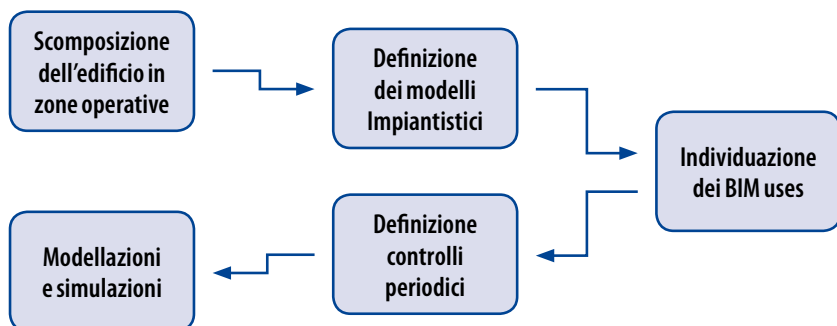 Scomposizione
dell'edificio in
zone operative
Definizione
dei modelli
Impiantistici
Individuazione
dei BIM uses
Definizione
controlli
periodici
Modellazioni
e simulazioni